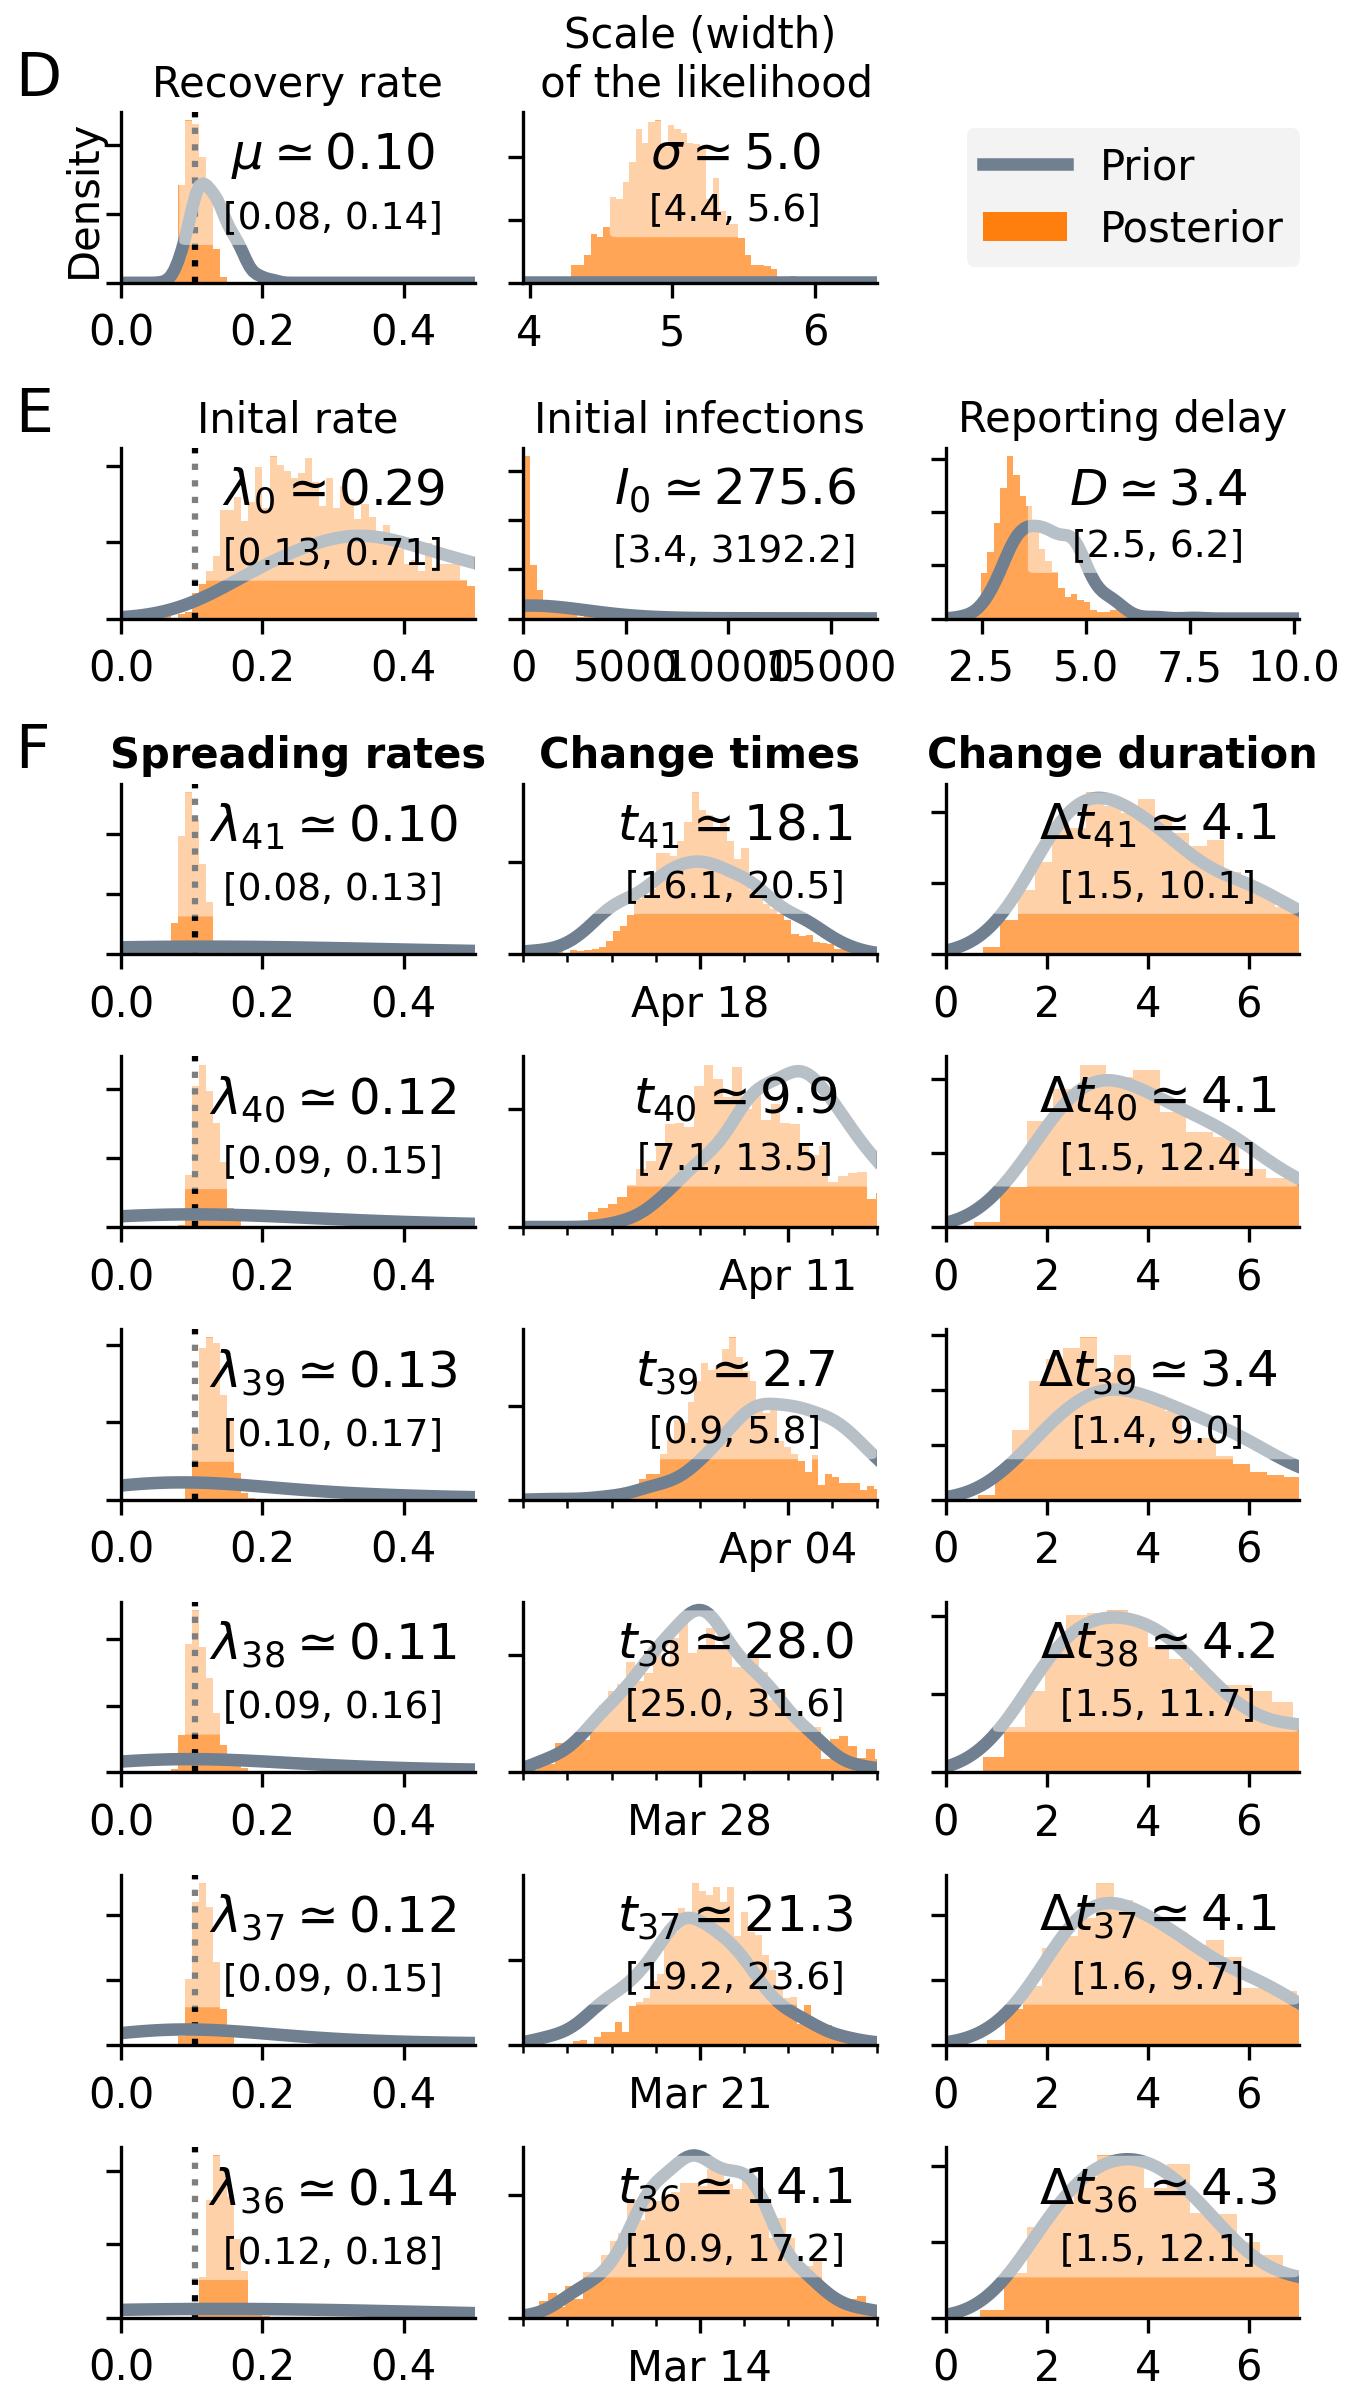 D
Recovery rate
Scale (width)
of the likelihood
Density
μ ≃ 0.10
[0.08, 0.14]
σ ≃ 5.0
[4.4, 5.6]
Prior
Posterior
0.0 0.2 0.4
4 5 6
E
Inital rate
Initial infections
Reporting delay
λ0 ≃ 0.29
[0.13, 0.71]
I0 ≃ 275.6
[3.4, 3192.2]
D ≃ 3.4
[2.5, 6.2]
0.0 0.2 0.4
0 5000 10000 15000
2.5 5.0 7.5 10.0
F
Spreading rates
Change times
Change duration
λ41 ≃ 0.10
[0.08, 0.13]
t41 ≃ 18.1
[16.1, 20.5]
Δt41 ≃ 4.1
[1.5, 10.1]
0.0 0.2 0.4
Apr 18
0 2 4 6
λ40 ≃ 0.12
[0.09, 0.15]
t40 ≃ 9.9
[7.1, 13.5]
Δt40 ≃ 4.1
[1.5, 12.4]
0.0 0.2 0.4
Apr 11
0 2 4 6
λ39 ≃ 0.13
[0.10, 0.17]
t39 ≃ 2.7
[0.9, 5.8]
Δt39 ≃ 3.4
[1.4, 9.0]
0.0 0.2 0.4
Apr 04
0 2 4 6
λ38 ≃ 0.11
[0.09, 0.16]
t38 ≃ 28.0
[25.0, 31.6]
Δt38 ≃ 4.2
[1.5, 11.7]
0.0 0.2 0.4
Mar 28
0 2 4 6
λ37 ≃ 0.12
[0.09, 0.15]
t37 ≃ 21.3
[19.2, 23.6]
Δt37 ≃ 4.1
[1.6, 9.7]
0.0 0.2 0.4
Mar 21
0 2 4 6
λ36 ≃ 0.14
[0.12, 0.18]
t36 ≃ 14.1
[10.9, 17.2]
Δt36 ≃ 4.3
[1.5, 12.1]
0.0 0.2 0.4
Mar 14
0 2 4 6